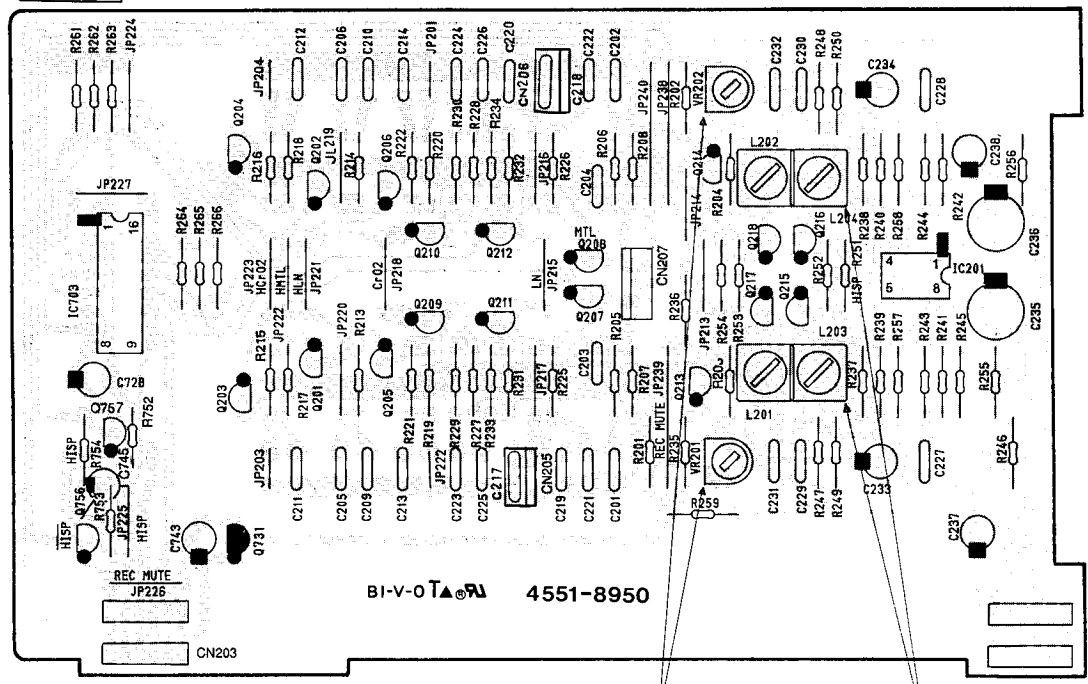 R261 R262 R263 JP224
JP204 C212 C206 C210 C214 JP201 C224 C226 C220 CN206 C218 C222 C202
JP240 JP238 R202 VR202 C232 C230 R248 R250 C234 C228
R230 R228 R234
Q204 R216 R218 Q202 JL219 R214 Q206 R222 R220 R232 JP216 R226 R206 C204 R208
Q214 R204 L202 C238 R256
JP227
1 16
IC703
8 9
R264 R265 R266
JP223 HCrO2 HMTL HLN JP221 CrO2 JP218
Q210 Q212
LN JP215
MTL
Q208
Q207
CN207
JP214 Q218 Q216 L204 R238 R240 R258 R244 R242 C236
R252 R251 HISP
4 1
IC201
5 8
Q217 Q215
R236 JP213 R254 R253
Q209 Q211
C235
R215 JP222 JP220 R213 R205
L203 R239 R257 R243 R241 R245
C728
Q203 R217 Q201 Q205 R221 R219 R229 R227 R233 R231 JP217 R225 C203 R207 REC MUTE JP239 Q213 R203 L201 R237 R255
Q757 R752
HISP R754 C745
Q756 R753 JP225 HISP
JP203 C211 C205 C209 C213 JP222 C223 C225 C217 CN205 C219 C221 C201
R201 R235 VR201 C231 C229 R247 R249 C233 C227 R246
R259
HISP C743 Q731 C237
REC MUTE
JP226
CN203
BI-V-0 4551-8950